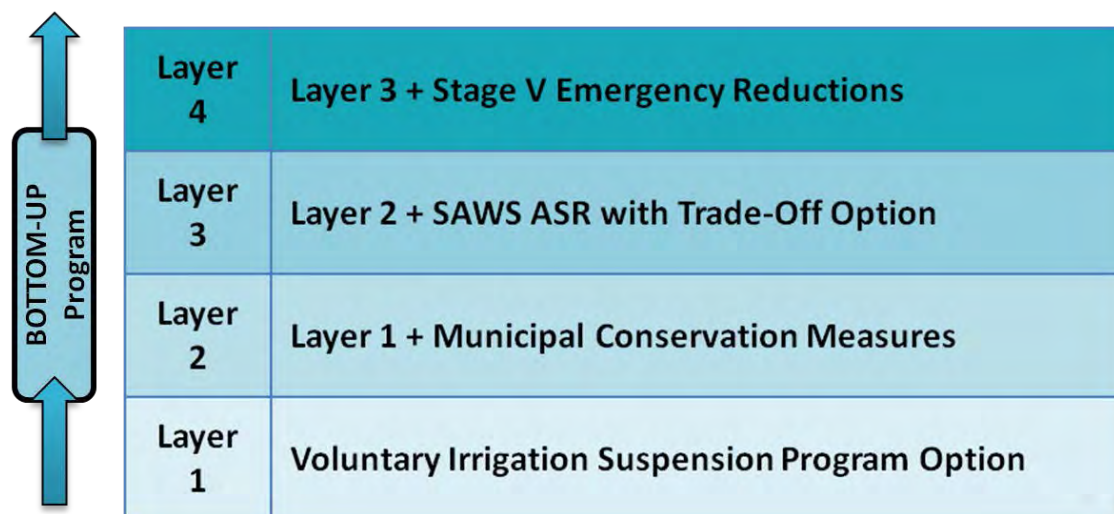 BOTTOM-UP
Program
Layer
4
Layer 3 + Stage V Emergency Reductions
Layer
3
Layer 2 + SAWS ASR with Trade-Off Option
Layer
2
Layer 1 + Municipal Conservation Measures
Layer
1
Voluntary Irrigation Suspension Program Option